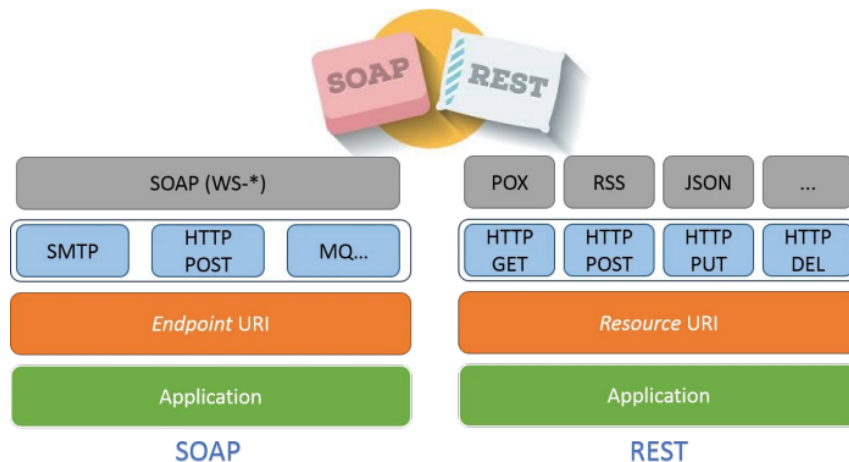 SOAP
REST
SOAP (WS-*)
SMTP
HTTP
POST
MQ...
Endpoint URI
Application
SOAP
POX
RSS
JSON
...
HTTP
GET
HTTP
POST
HTTP
PUT
HTTP
DEL
Resource URI
Application
REST